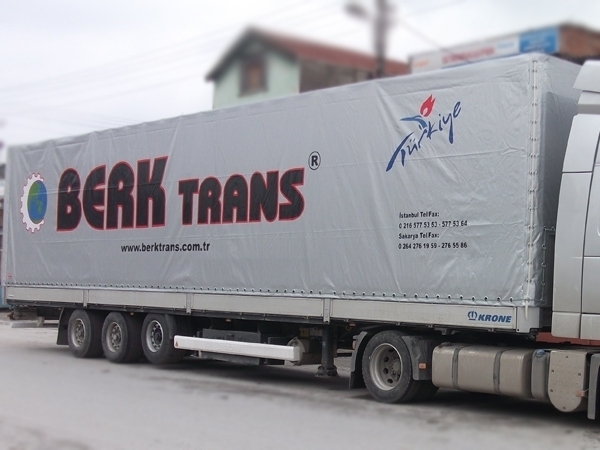 BERK TRANS ®
www.berktrans.com.tr
Türkiye
İstanbul Tel/Fax:
0 216 577 53 53 - 577 53 64
Sakarya Tel/Fax:
0 264 276 19 59 - 276 55 86
KRONE